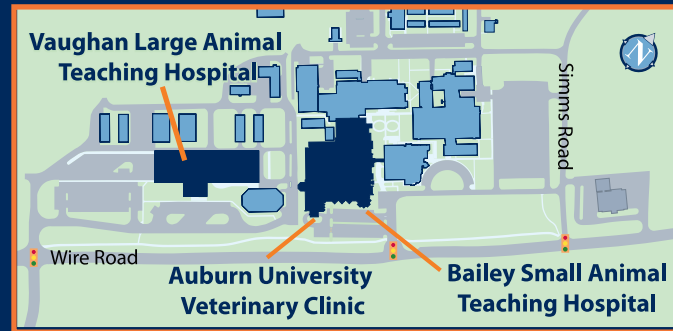 Vaughan Large Animal
Teaching Hospital
N
Simms Road
Wire Road
Auburn University
Veterinary Clinic
Bailey Small Animal
Teaching Hospital